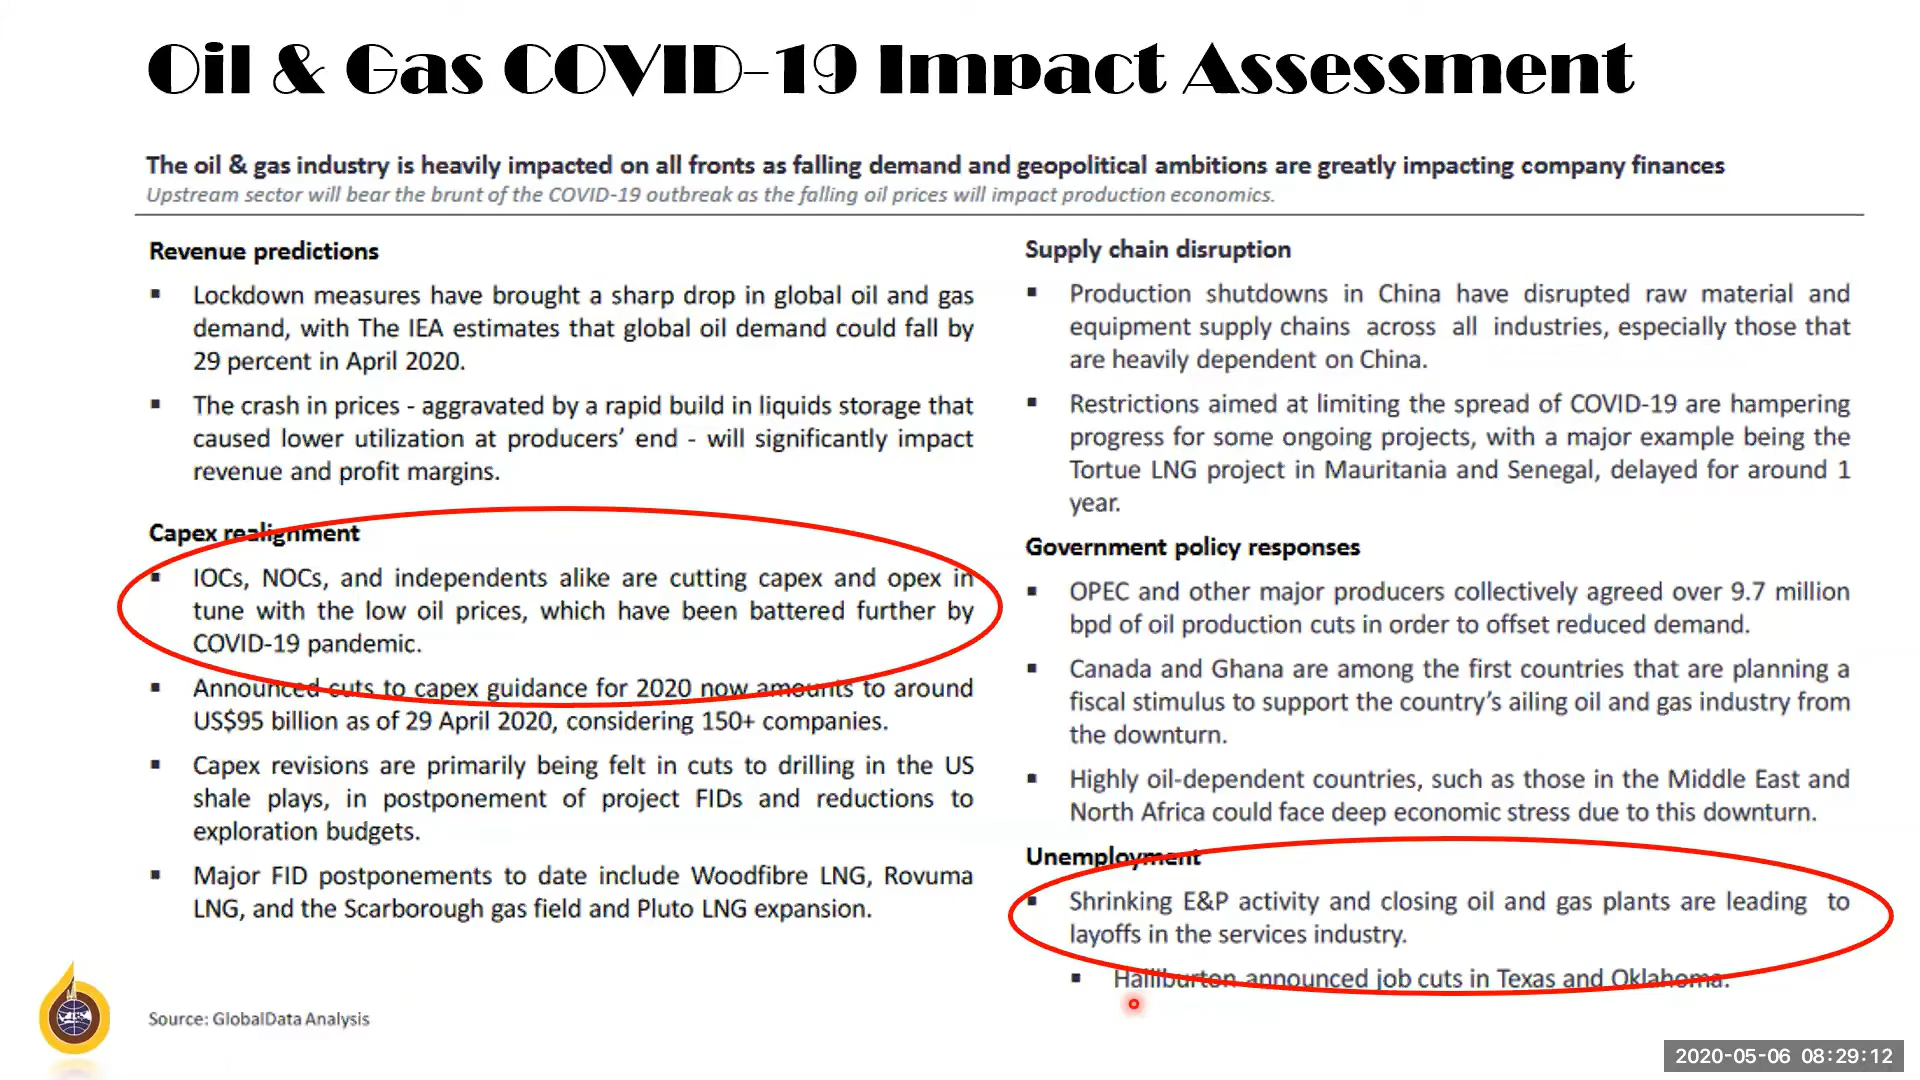 Oil & Gas COVID-19 Impact Assessment
The oil & gas industry is heavily impacted on all fronts as falling demand and geopolitical ambitions are greatly impacting company finances
Upstream sector will bear the brunt of the COVID-19 outbreak as the falling oil prices will impact production economics.
Revenue predictions
▪ Lockdown measures have brought a sharp drop in global oil and gas
demand, with The IEA estimates that global oil demand could fall by
29 percent in April 2020.
▪ The crash in prices - aggravated by a rapid build in liquids storage that
caused lower utilization at producers’ end - will significantly impact
revenue and profit margins.
Capex realignment
▪ IOCs, NOCs, and independents alike are cutting capex and opex in
tune with the low oil prices, which have been battered further by
COVID-19 pandemic.
▪ Announced cuts to capex guidance for 2020 now amounts to around
US$95 billion as of 29 April 2020, considering 150+ companies.
▪ Capex revisions are primarily being felt in cuts to drilling in the US
shale plays, in postponement of project FIDs and reductions to
exploration budgets.
▪ Major FID postponements to date include Woodfibre LNG, Rovuma
LNG, and the Scarborough gas field and Pluto LNG expansion.
Supply chain disruption
▪ Production shutdowns in China have disrupted raw material and
equipment supply chains across all industries, especially those that
are heavily dependent on China.
▪ Restrictions aimed at limiting the spread of COVID-19 are hampering
progress for some ongoing projects, with a major example being the
Tortue LNG project in Mauritania and Senegal, delayed for around 1
year.
Government policy responses
▪ OPEC and other major producers collectively agreed over 9.7 million
bpd of oil production cuts in order to offset reduced demand.
▪ Canada and Ghana are among the first countries that are planning a
fiscal stimulus to support the country’s ailing oil and gas industry from
the downturn.
▪ Highly oil-dependent countries, such as those in the Middle East and
North Africa could face deep economic stress due to this downturn.
Unemployment
▪ Shrinking E&P activity and closing oil and gas plants are leading to
layoffs in the services industry.
▪ Halliburton announced job cuts in Texas and Oklahoma.
Source: GlobalData Analysis
2020-05-06 08:29:12